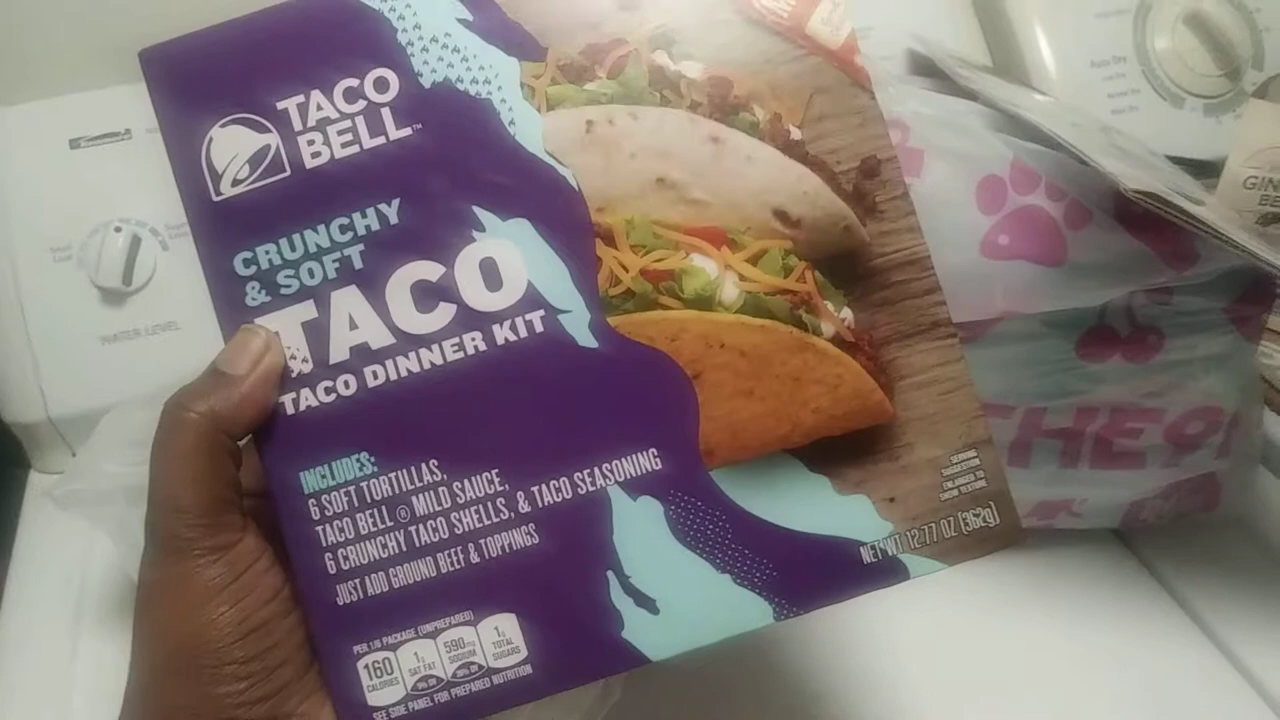 TACO
BELL™
CRUNCHY
& SOFT
TACO
TACO DINNER KIT
INCLUDES:
6 SOFT TORTILLAS,
TACO BELL ® MILD SAUCE,
6 CRUNCHY TACO SHELLS, & TACO SEASONING
JUST ADD GROUND BEEF & TOPPINGS
PER 1/6 PACKAGE (UNPREPARED)
160
CALORIES
1g
SAT FAT
590mg
SODIUM
1g
TOTAL
SUGARS
SEE SIDE PANEL FOR PREPARED NUTRITION
SERVING
SUGGESTION
ENLARGED TO
SHOW TEXTURE
NET WT 12.77 OZ (362g)
WATER LEVEL
Auto Dry